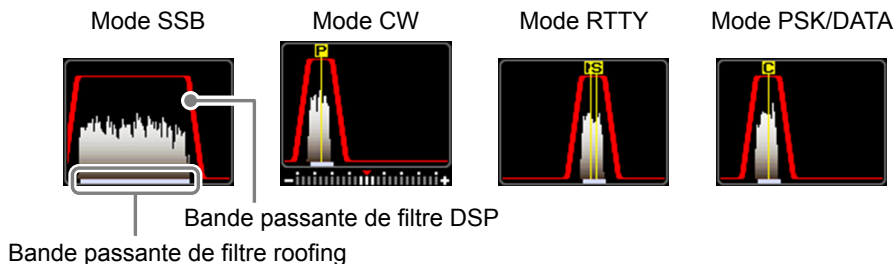 Mode SSB
Mode CW
Mode RTTY
Mode PSK/DATA
P
S
C
Bande passante de filtre DSP
Bande passante de filtre roofing